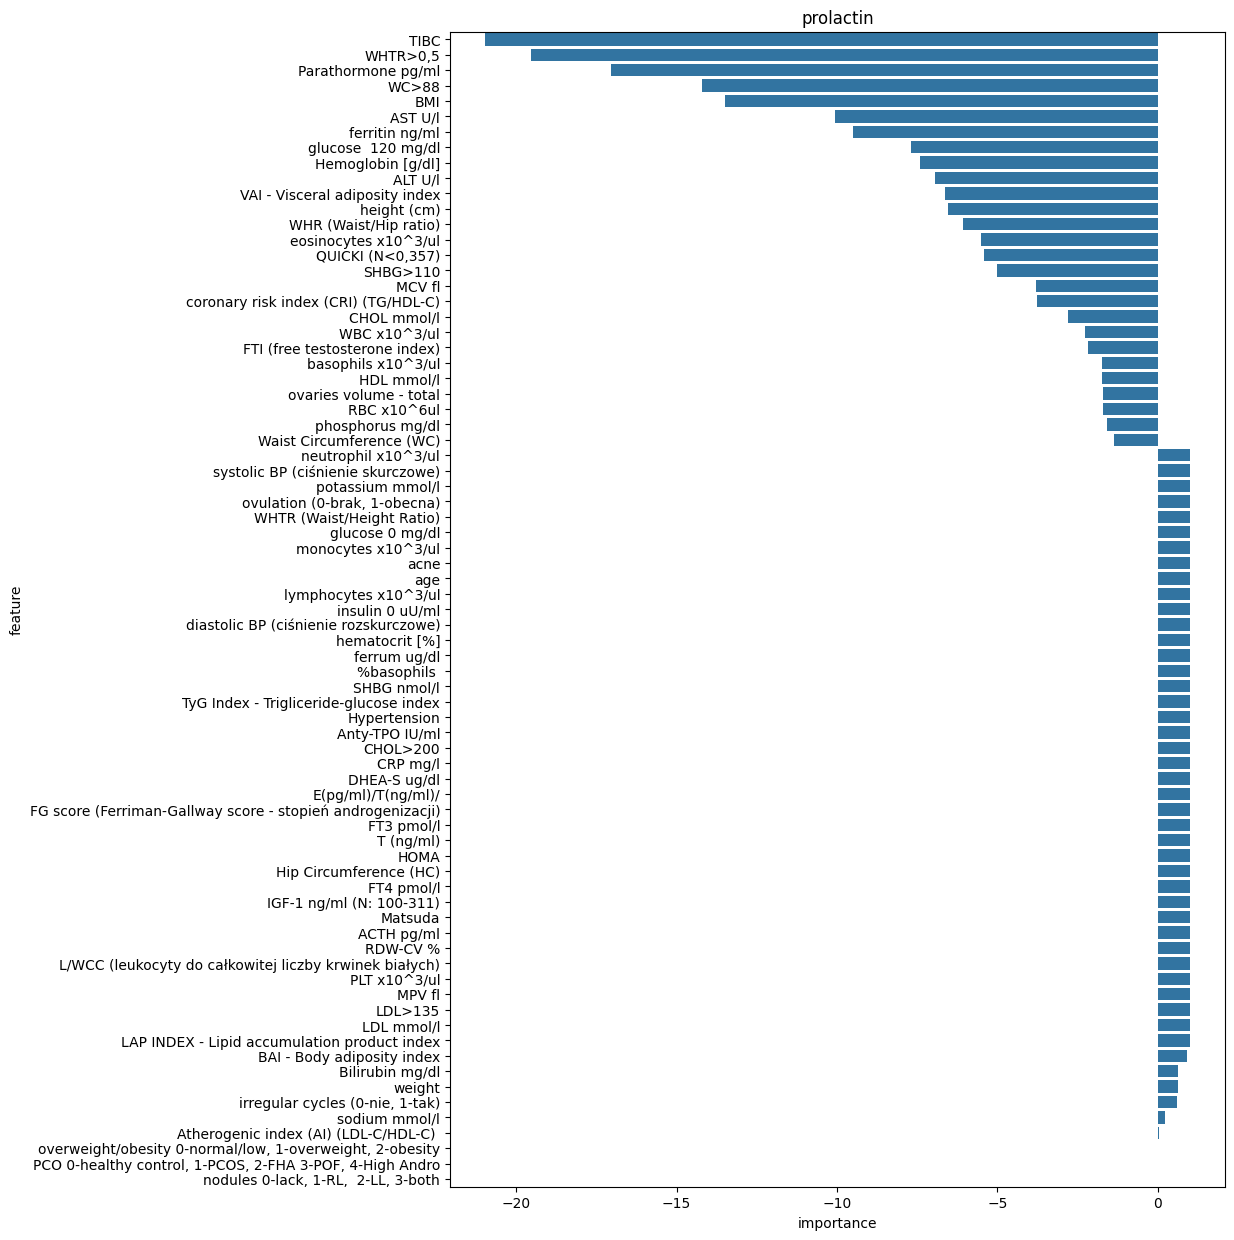 prolactin
TIBC
WHTR>0,5
Parathormone pg/ml
WC>88
BMI
AST U/l
ferritin ng/ml
glucose  120 mg/dl
Hemoglobin [g/dl]
ALT U/l
VAI - Visceral adiposity index
height (cm)
WHR (Waist/Hip ratio)
eosinocytes x10^3/ul
QUICKI (N<0,357)
SHBG>110
MCV fl
coronary risk index (CRI) (TG/HDL-C)
CHOL mmol/l
WBC x10^3/ul
FTI (free testosterone index)
basophils x10^3/ul
HDL mmol/l
ovaries volume - total
RBC x10^6ul
phosphorus mg/dl
Waist Circumference (WC)
neutrophil x10^3/ul
systolic BP (ciśnienie skurczowe)
potassium mmol/l
ovulation (0-brak, 1-obecna)
WHTR (Waist/Height Ratio)
glucose 0 mg/dl
monocytes x10^3/ul
acne
age
lymphocytes x10^3/ul
insulin 0 uU/ml
diastolic BP (ciśnienie rozskurczowe)
hematocrit [%]
ferrum ug/dl
%basophils
SHBG nmol/l
TyG Index - Trigliceride-glucose index
Hypertension
Anty-TPO IU/ml
CHOL>200
CRP mg/l
DHEA-S ug/dl
E(pg/ml)/T(ng/ml)/
FG score (Ferriman-Gallway score - stopień androgenizacji)
FT3 pmol/l
T (ng/ml)
HOMA
Hip Circumference (HC)
FT4 pmol/l
IGF-1 ng/ml (N: 100-311)
Matsuda
ACTH pg/ml
RDW-CV %
L/WCC (leukocyty do całkowitej liczby krwinek białych)
PLT x10^3/ul
MPV fl
LDL>135
LDL mmol/l
LAP INDEX - Lipid accumulation product index
BAI - Body adiposity index
Bilirubin mg/dl
weight
irregular cycles (0-nie, 1-tak)
sodium mmol/l
Atherogenic index (AI) (LDL-C/HDL-C)
overweight/obesity 0-normal/low, 1-overweight, 2-obesity
PCO 0-healthy control, 1-PCOS, 2-FHA 3-POF, 4-High Andro
nodules 0-lack, 1-RL,  2-LL, 3-both
feature
−20 −15 −10 −5 0
importance